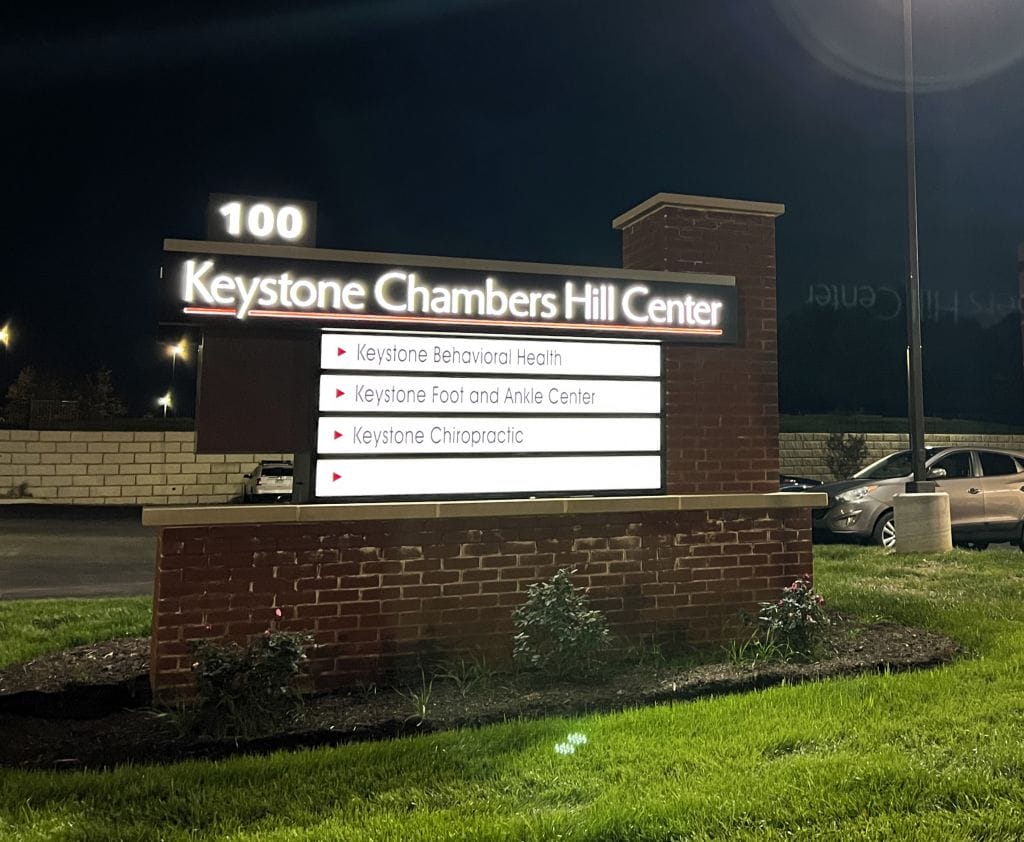 100
Keystone Chambers Hill Center
Keystone Behavioral Health
Keystone Foot and Ankle Center
Keystone Chiropractic